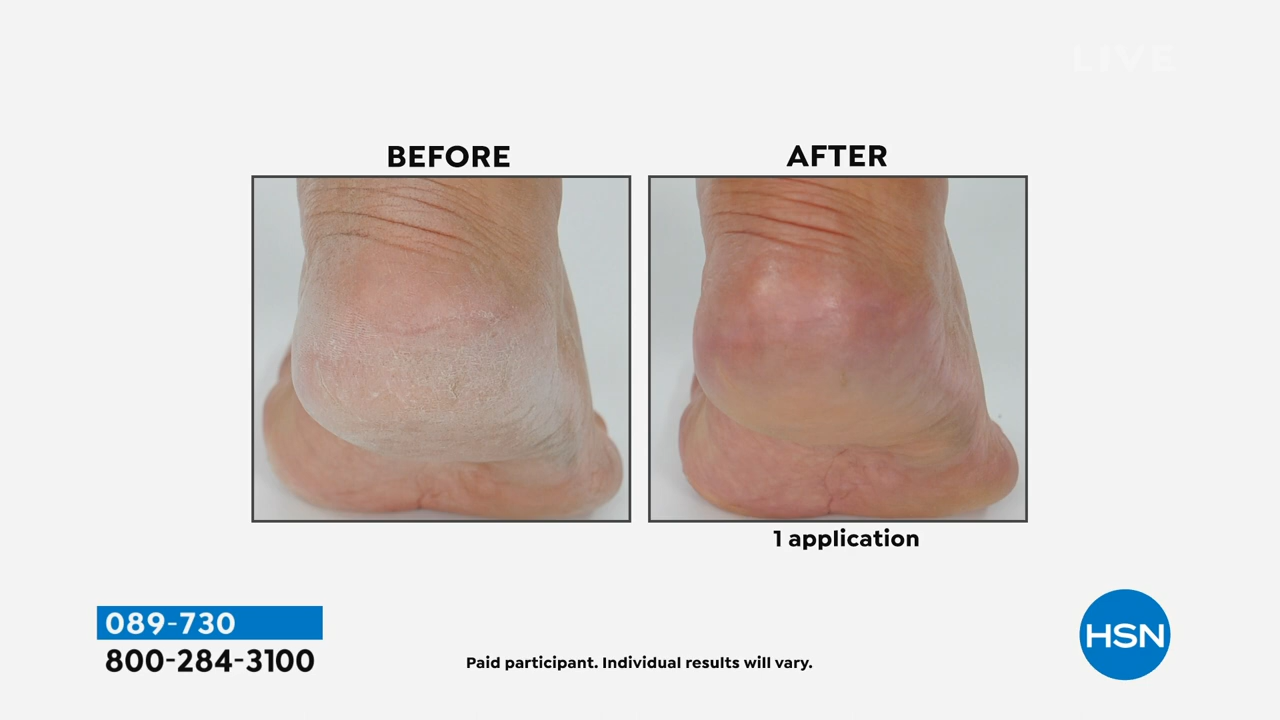 LIVE
BEFORE
AFTER
1 application
089-730
800-284-3100
Paid participant. Individual results will vary.
HSN